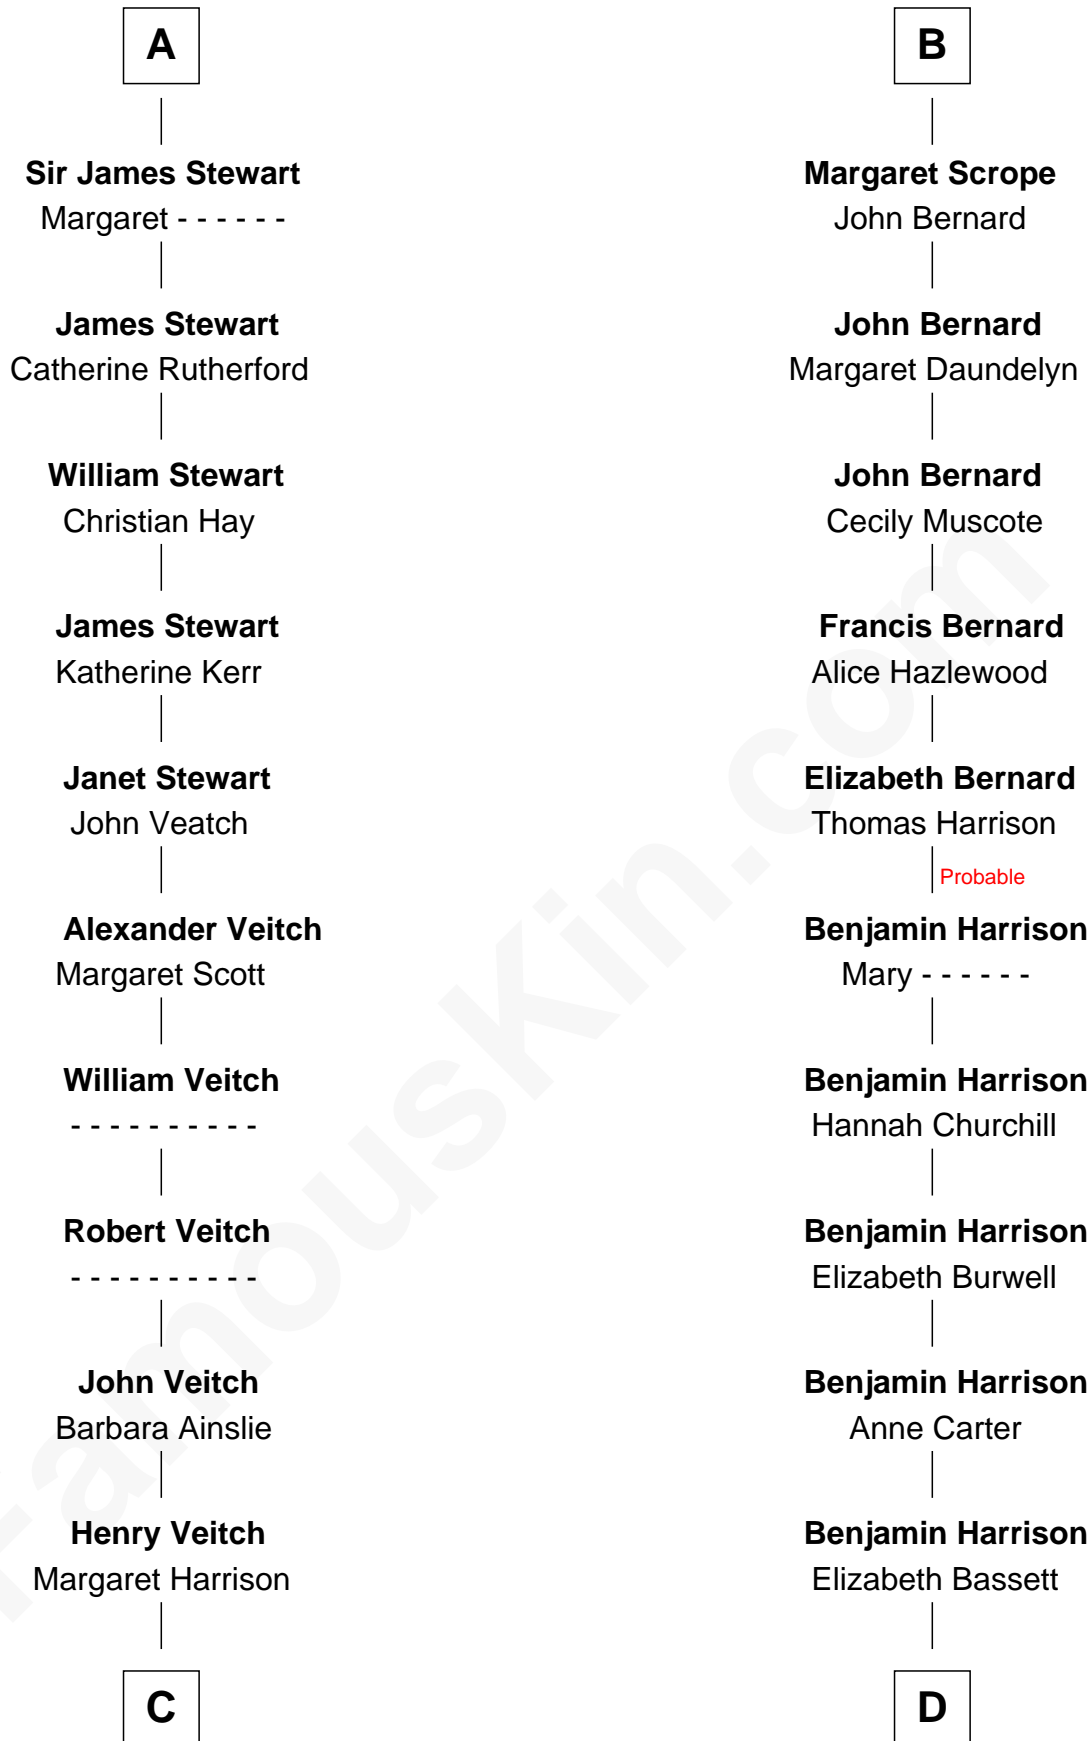 A
Sir James Stewart
Margaret - - - - - -
James Stewart
Catherine Rutherford
William Stewart
Christian Hay
James Stewart
Katherine Kerr
Janet Stewart
John Veatch
Alexander Veitch
Margaret Scott
William Veitch
- - - - - - - - - -
Robert Veitch
- - - - - - - - - -
John Veitch
Barbara Ainslie
Henry Veitch
Margaret Harrison
C
B
Margaret Scrope
John Bernard
John Bernard
Margaret Daundelyn
John Bernard
Cecily Muscote
Francis Bernard
Alice Hazlewood
Elizabeth Bernard
Thomas Harrison
Probable
Benjamin Harrison
Mary - - - - - -
Benjamin Harrison
Hannah Churchill
Benjamin Harrison
Elizabeth Burwell
Benjamin Harrison
Anne Carter
Benjamin Harrison
Elizabeth Bassett
D
FamousKin.com